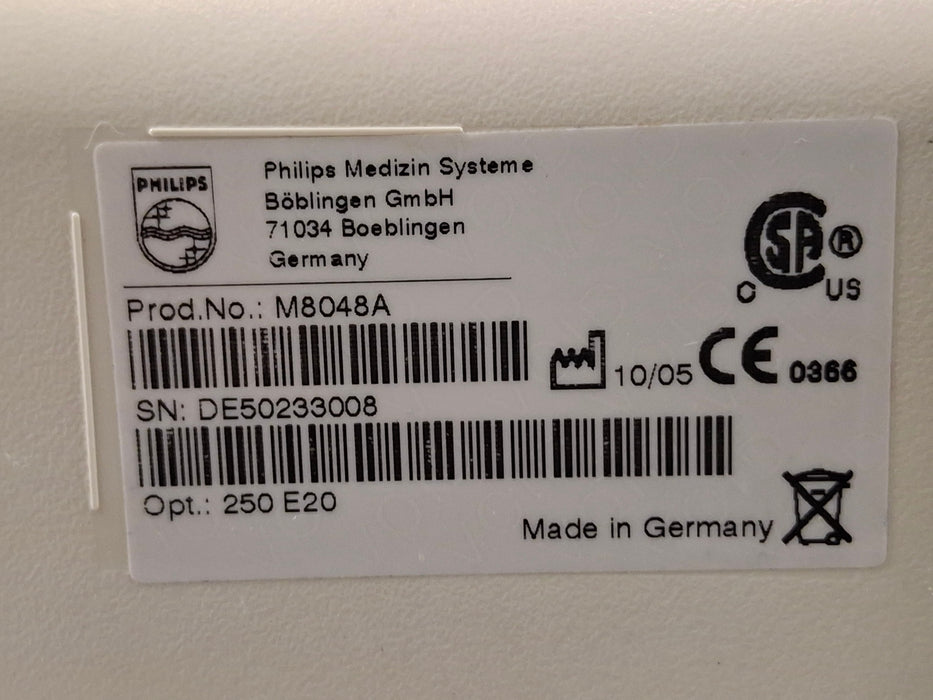 PHILIPS
Philips Medizin Systeme
Böblingen GmbH
71034 Boeblingen
Germany
Prod.No.: M8048A
SN: DE50233008
Opt.: 250 E20
10/05
CE 0366
CSA ®
C US
Made in Germany